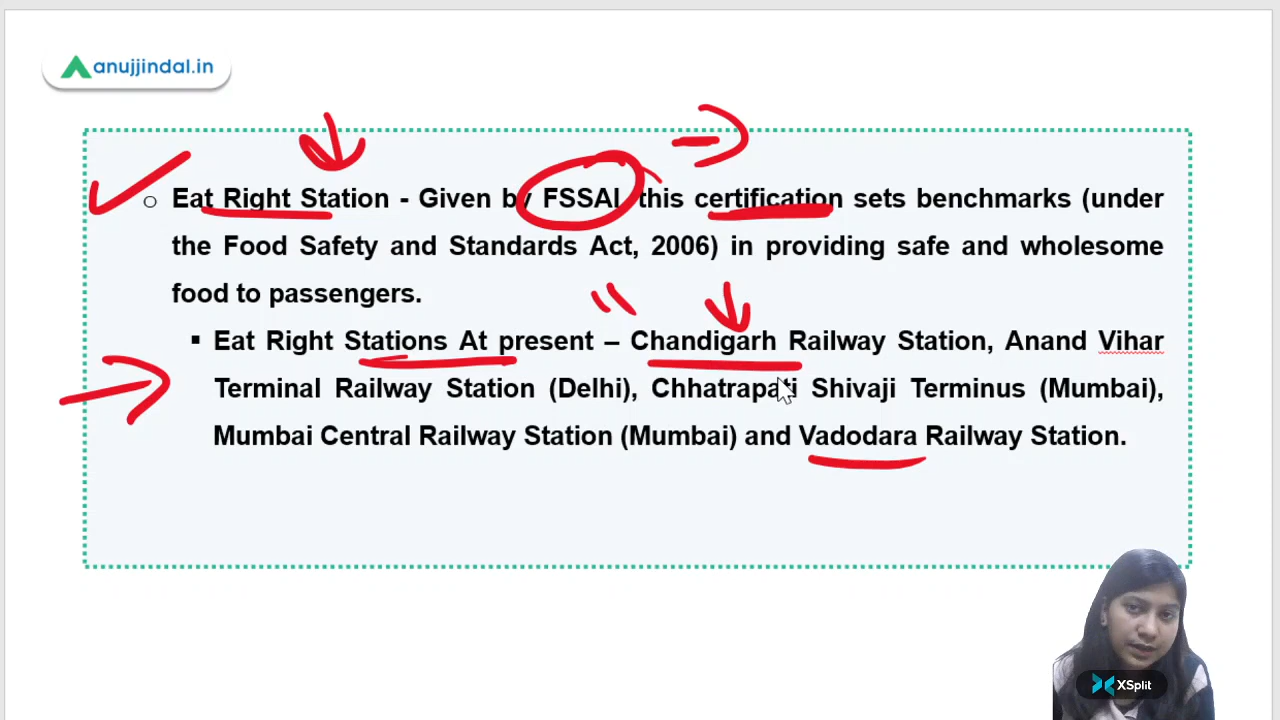 anujjindal.in
○ Eat Right Station - Given by FSSAI this certification sets benchmarks (under
the Food Safety and Standards Act, 2006) in providing safe and wholesome
food to passengers.
▪ Eat Right Stations At present – Chandigarh Railway Station, Anand Vihar
Terminal Railway Station (Delhi), Chhatrapati Shivaji Terminus (Mumbai),
Mumbai Central Railway Station (Mumbai) and Vadodara Railway Station.
XSplit